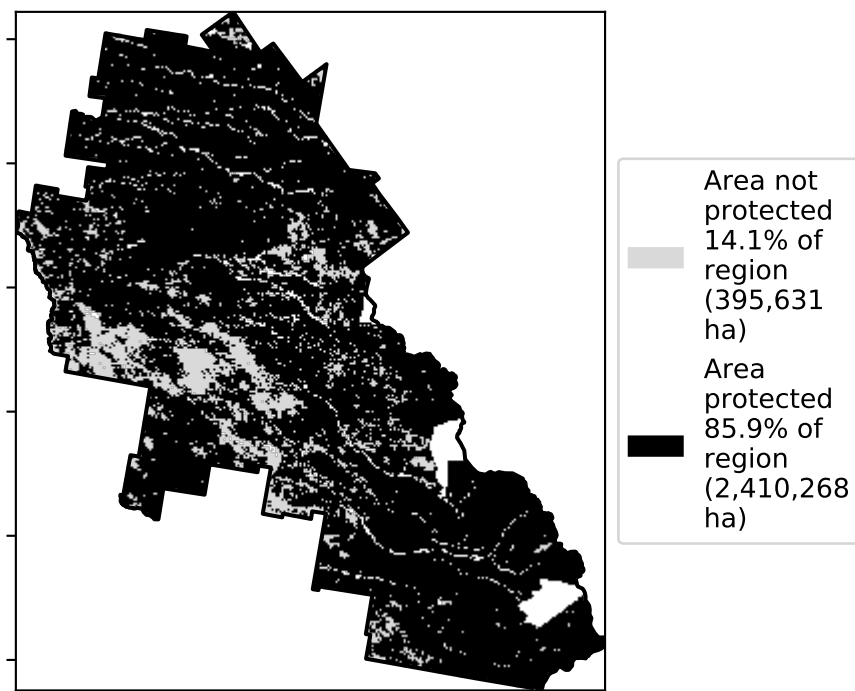 Area not
protected
14.1% of
region
(395,631
ha)
Area
protected
85.9% of
region
(2,410,268
ha)